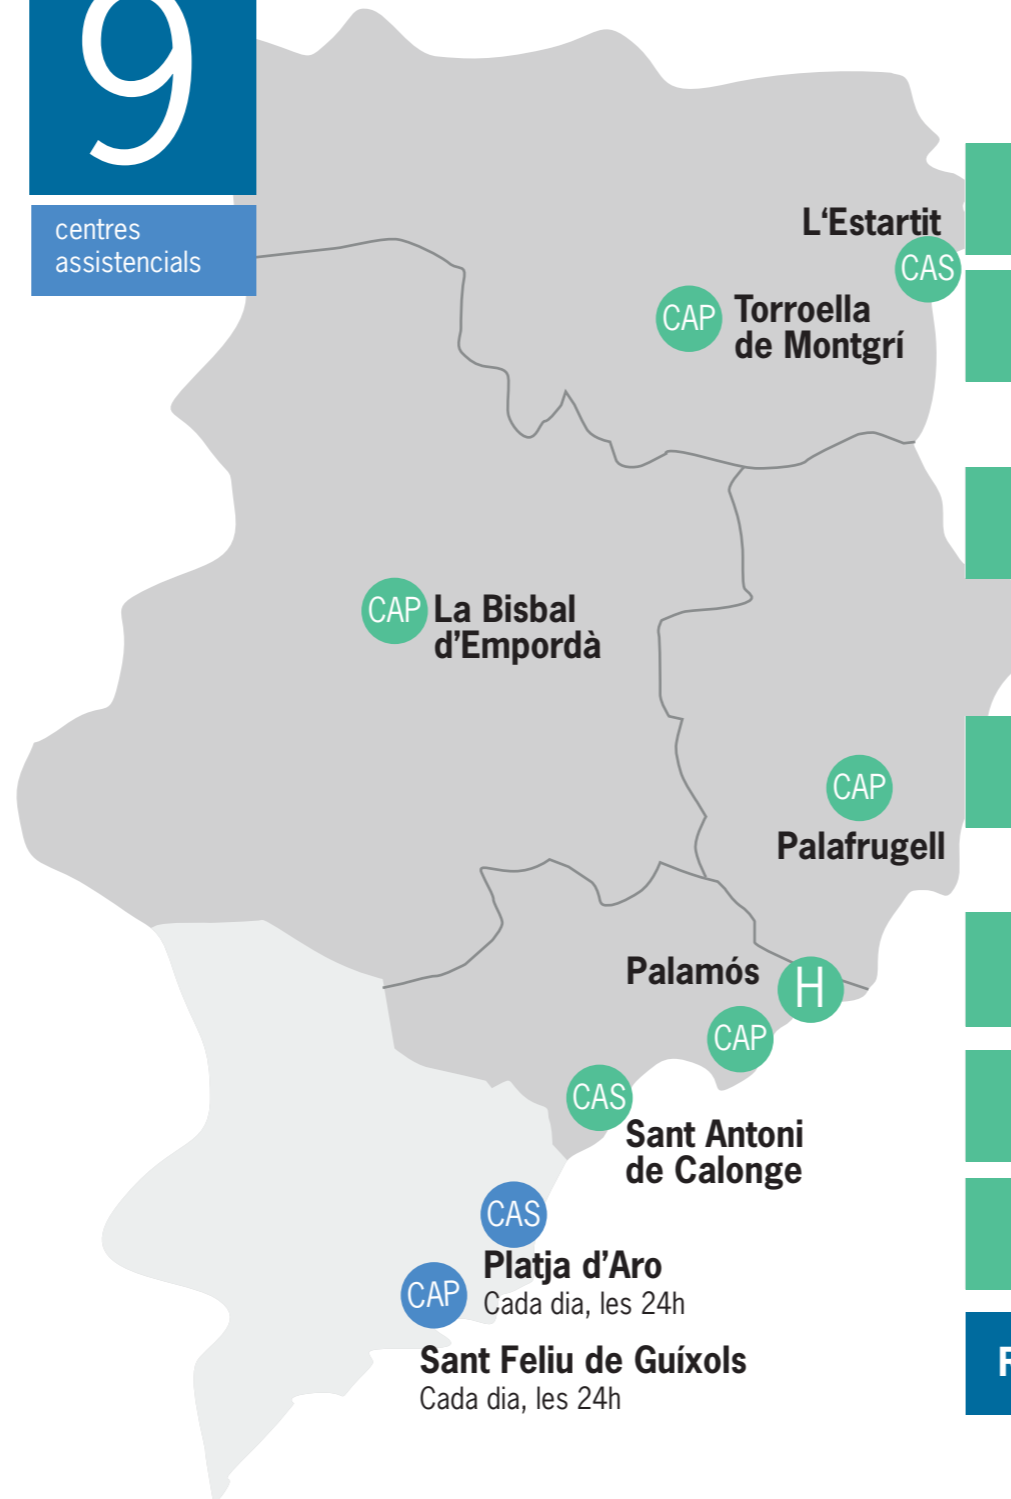 9
centres
assistencials
L‘Estartit
CAS
CAP
Torroella
de Montgrí
CAP
La Bisbal
d’Empordà
CAP
Palafrugell
Palamós
H
CAP
CAS
Sant Antoni
de Calonge
CAS
Platja d’Aro
Cada dia, les 24h
CAP
Sant Feliu de Guíxols
Cada dia, les 24h